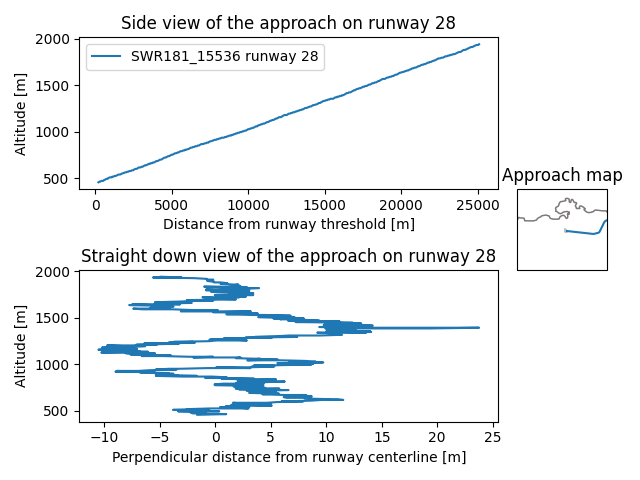 Side view of the approach on runway 28
2000
1500
1000
500
Altitude [m]
SWR181_15536 runway 28
0
5000
10000
15000
20000
25000
Distance from runway threshold [m]
Approach map
Straight down view of the approach on runway 28
2000
1500
1000
500
Altitude [m]
−10
−5
0
5
10
15
20
25
Perpendicular distance from runway centerline [m]